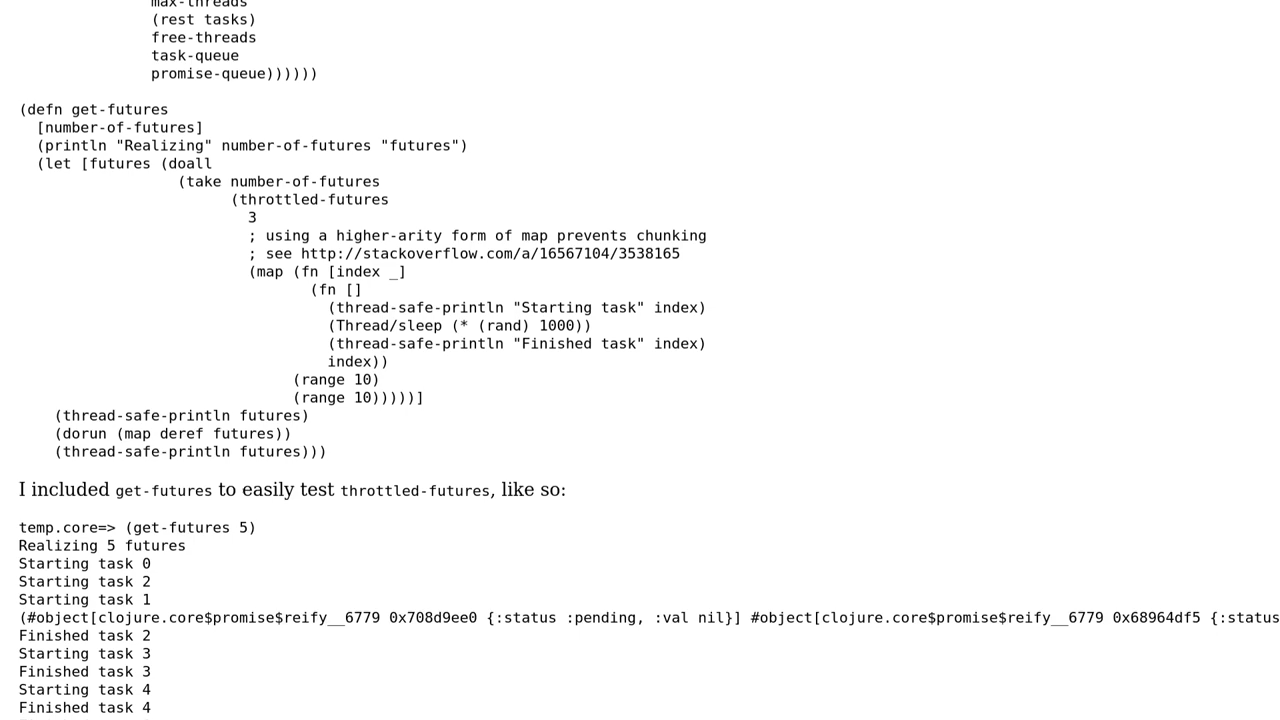 max-threads
(rest tasks)
free-threads
task-queue
promise-queue))))))
(defn get-futures
[number-of-futures]
(println "Realizing" number-of-futures "futures")
(let [futures (doall
(take number-of-futures
(throttled-futures
3
; using a higher-arity form of map prevents chunking
; see http://stackoverflow.com/a/16567104/3538165
(map (fn [index _]
(fn []
(thread-safe-println "Starting task" index)
(Thread/sleep (* (rand) 1000))
(thread-safe-println "Finished task" index)
index))
(range 10)
(range 10)))))]
(thread-safe-println futures)
(dorun (map deref futures))
(thread-safe-println futures)))
I included get-futures to easily test throttled-futures, like so:
temp.core=> (get-futures 5)
Realizing 5 futures
Starting task 0
Starting task 2
Starting task 1
(#object[clojure.core$promise$reify__6779 0x708d9ee0 {:status :pending, :val nil}] #object[clojure.core$promise$reify__6779 0x68964df5 {:status
Finished task 2
Starting task 3
Finished task 3
Starting task 4
Finished task 4